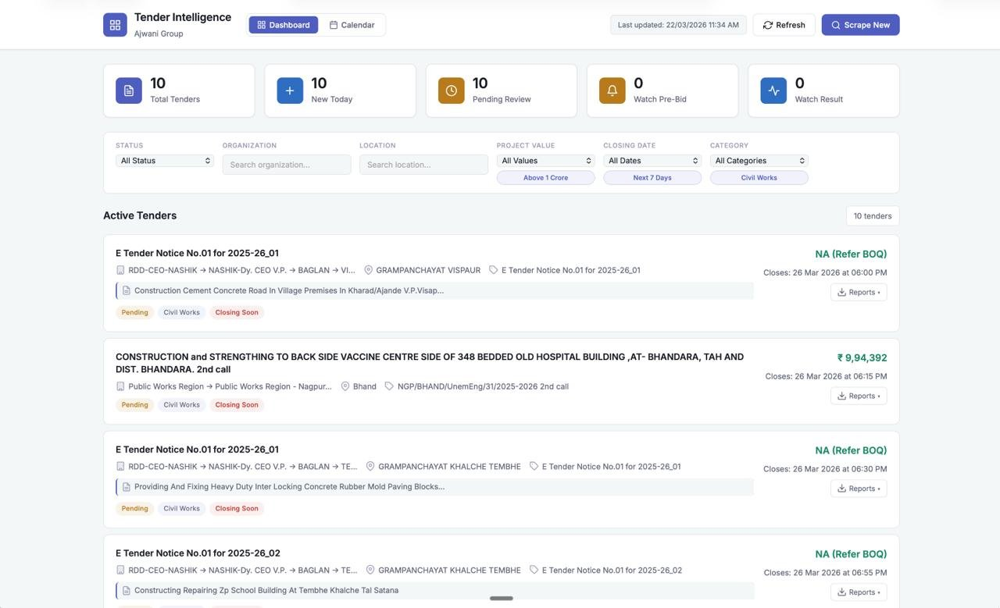 Tender Intelligence
Ajwani Group
Dashboard
Calendar
Last updated: 22/03/2026 11:34 AM
Refresh
Scrape New
10
Total Tenders
10
New Today
10
Pending Review
0
Watch Pre-Bid
0
Watch Result
STATUS
All Status
ORGANIZATION
Search organization...
LOCATION
Search location...
PROJECT VALUE
All Values
Above 1 Crore
CLOSING DATE
All Dates
Next 7 Days
CATEGORY
All Categories
Civil Works
Active Tenders
10 tenders
E Tender Notice No.01 for 2025-26_01
NA (Refer BOQ)
RDD-CEO-NASHIK → NASHIK-Dy. CEO V.P. → BAGLAN → VI... GRAMPANCHAYAT VISPAUR E Tender Notice No.01 for 2025-26_01
Closes: 26 Mar 2026 at 06:00 PM
Construction Cement Concrete Road In Village Premises In Kharad/Ajande V.P.Visap...
Reports
Pending Civil Works Closing Soon
CONSTRUCTION and STRENGTHING TO BACK SIDE VACCINE CENTRE SIDE OF 348 BEDDED OLD HOSPITAL BUILDING ,AT- BHANDARA, TAH AND
DIST. BHANDARA. 2nd call
₹ 9,94,392
Closes: 26 Mar 2026 at 06:15 PM
Public Works Region → Public Works Region - Nagpur... Bhand NGP/BHAND/UnemEng/31/2025-2026 2nd call
Reports
Pending Civil Works Closing Soon
E Tender Notice No.01 for 2025-26_01
NA (Refer BOQ)
RDD-CEO-NASHIK → NASHIK-Dy. CEO V.P. → BAGLAN → TE... GRAMPANCHAYAT KHALCHE TEMBHE E Tender Notice No.01 for 2025-26_01
Closes: 26 Mar 2026 at 06:30 PM
Providing And Fixing Heavy Duty Inter Locking Concrete Rubber Mold Paving Blocks...
Reports
Pending Civil Works Closing Soon
E Tender Notice No.01 for 2025-26_02
NA (Refer BOQ)
RDD-CEO-NASHIK → NASHIK-Dy. CEO V.P. → BAGLAN → TE... GRAMPANCHAYAT KHALCHE TEMBHE E Tender Notice No.01 for 2025-26_02
Closes: 26 Mar 2026 at 06:55 PM
Constructing Repairing Zp School Building At Tembhe Khalche Tal Satana
Reports